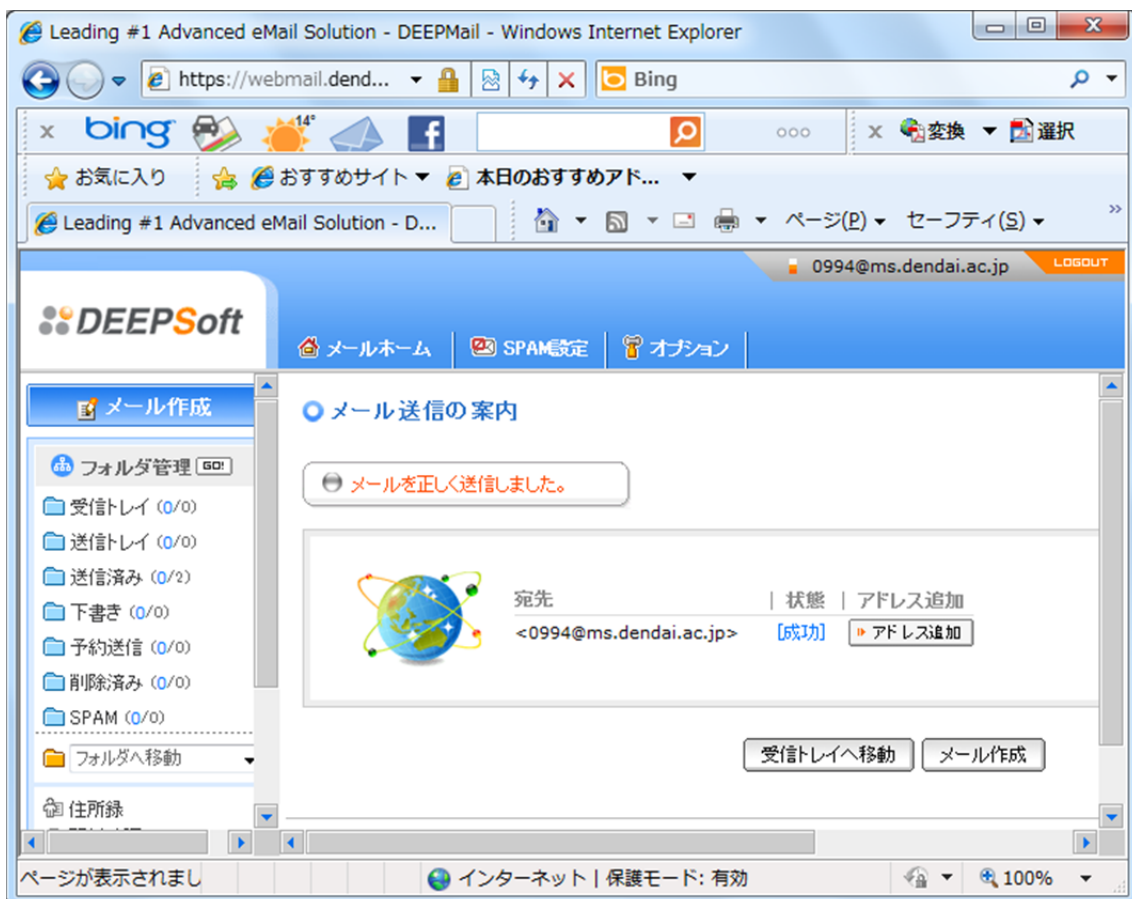 Leading #1 Advanced eMail Solution - DEEPMail - Windows Internet Explorer
https://webmail.dend...
Bing
x bing 14° f ooo x 変換 選択
お気に入り おすすめサイト 本日のおすすめアド...
Leading #1 Advanced eMail Solution - D... ページ(P) セーフティ(S) »
0994@ms.dendai.ac.jp LOGOUT
DEEPSoft
メールホーム SPAM設定 オプション
メール作成
フォルダ管理 GO!
受信トレイ (0/0)
送信トレイ (0/0)
送信済み (0/2)
下書き (0/0)
予約送信 (0/0)
削除済み (0/0)
SPAM (0/0)
フォルダへ移動
住所録
メール送信の案内
メールを正しく送信しました。
宛先 | 状態 | アドレス追加
<0994@ms.dendai.ac.jp> [成功] アドレス追加
受信トレイへ移動 メール作成
ページが表示されまし インターネット | 保護モード: 有効 100%